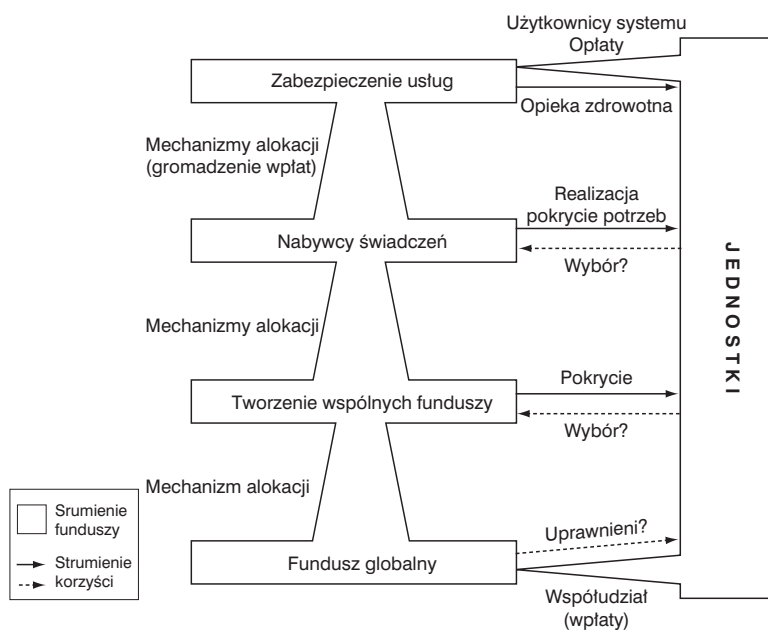 Użytkownicy systemu
Opłaty
Zabezpieczenie usług
Opieka zdrowotna
Mechanizmy alokacji
(gromadzenie wpłat)
Realizacja
pokrycie potrzeb
Nabywcy świadczeń
Wybór?
JEDNOSTKI
Mechanizmy alokacji
Pokrycie
Tworzenie wspólnych funduszy
Wybór?
Mechanizm alokacji
Srumienie
funduszy
Strumienie
korzyści
Uprawnieni?
Fundusz globalny
Współudział
(wpłaty)